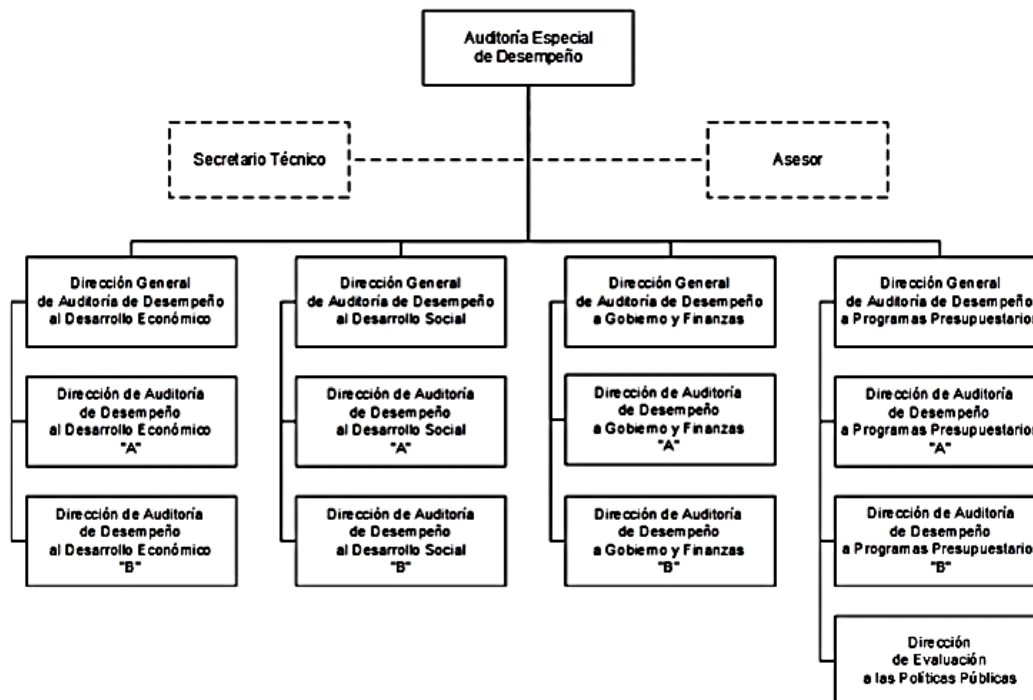 Auditoría Especial
de Desempeño
Secretario Técnico
Asesor
Dirección General
de Auditoría de Desempeño
al Desarrollo Económico
Dirección General
de Auditoría de Desempeño
al Desarrollo Social
Dirección General
de Auditoría de Desempeño
a Gobierno y Finanzas
Dirección General
de Auditoría de Desempeño
a Programas Presupuestario
Dirección de Auditoría
de Desempeño
al Desarrollo Económico
"A"
Dirección de Auditoría
de Desempeño
al Desarrollo Social
"A"
Dirección de Auditoría
de Desempeño
a Gobierno y Finanzas
"A"
Dirección de Auditoría
de Desempeño
a Programas Presupuestario
"A"
Dirección de Auditoría
de Desempeño
al Desarrollo Económico
"B"
Dirección de Auditoría
de Desempeño
al Desarrollo Social
"B"
Dirección de Auditoría
de Desempeño
a Gobierno y Finanzas
"B"
Dirección de Auditoría
de Desempeño
a Programas Presupuestario
"B"
Dirección
de Evaluación
a las Políticas Públicas